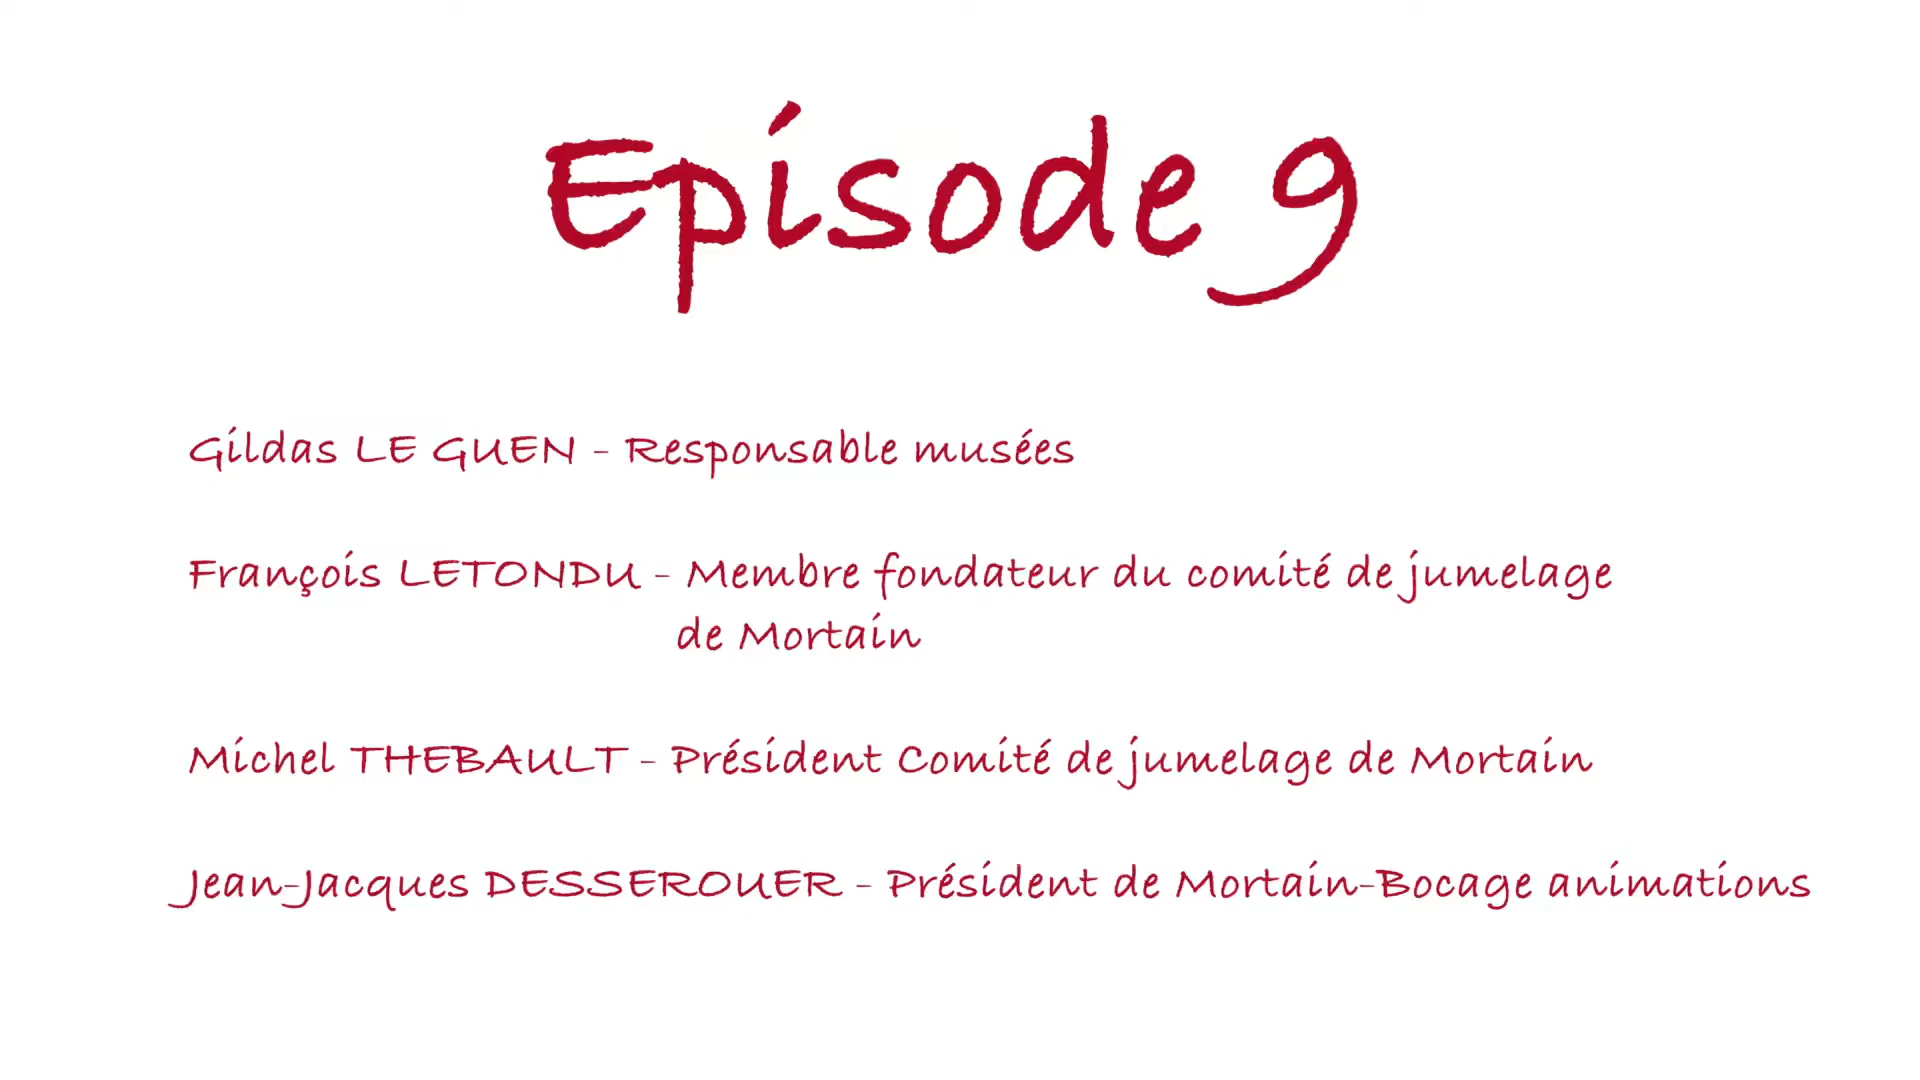 Episode 9
Gildas LE GUEN - Responsable musées
François LETONDU - Membre fondateur du comité de jumelage
de Mortain
Michel THEBAULT - Président Comité de jumelage de Mortain
Jean-Jacques DESSEROUER - Président de Mortain-Bocage animations